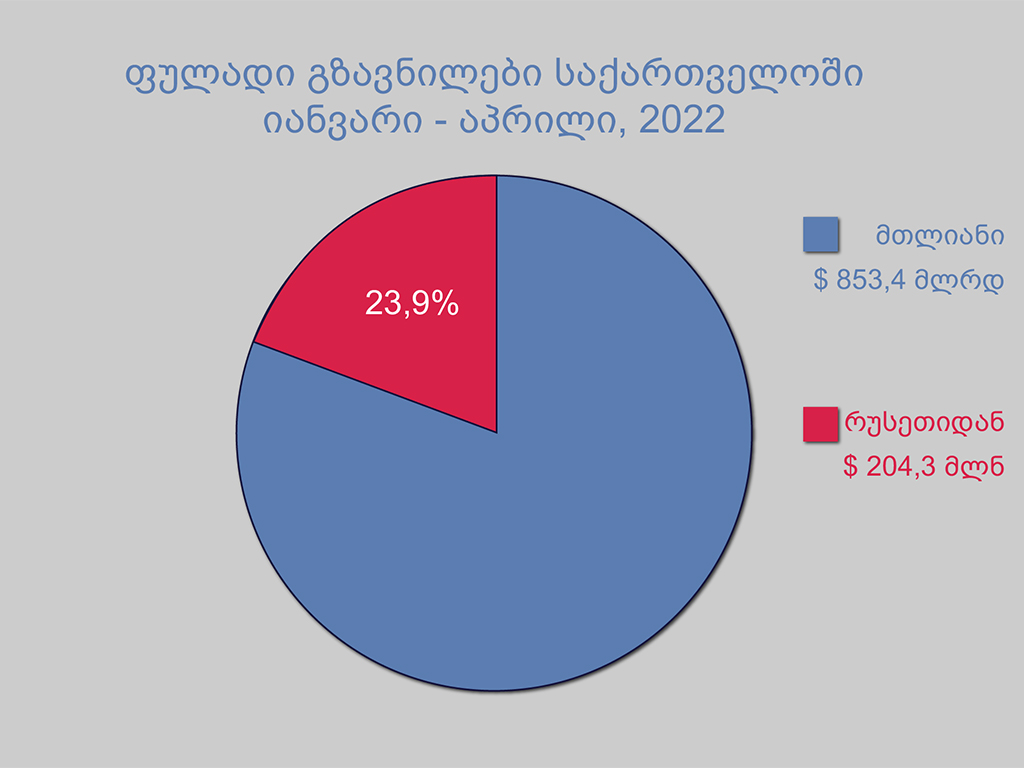 ფულადი გზავნილები საქართველოში
იანვარი - აპრილი, 2022
23,9%
მთლიანი
$ 853,4 მლრდ
რუსეთიდან
$ 204,3 მლნ